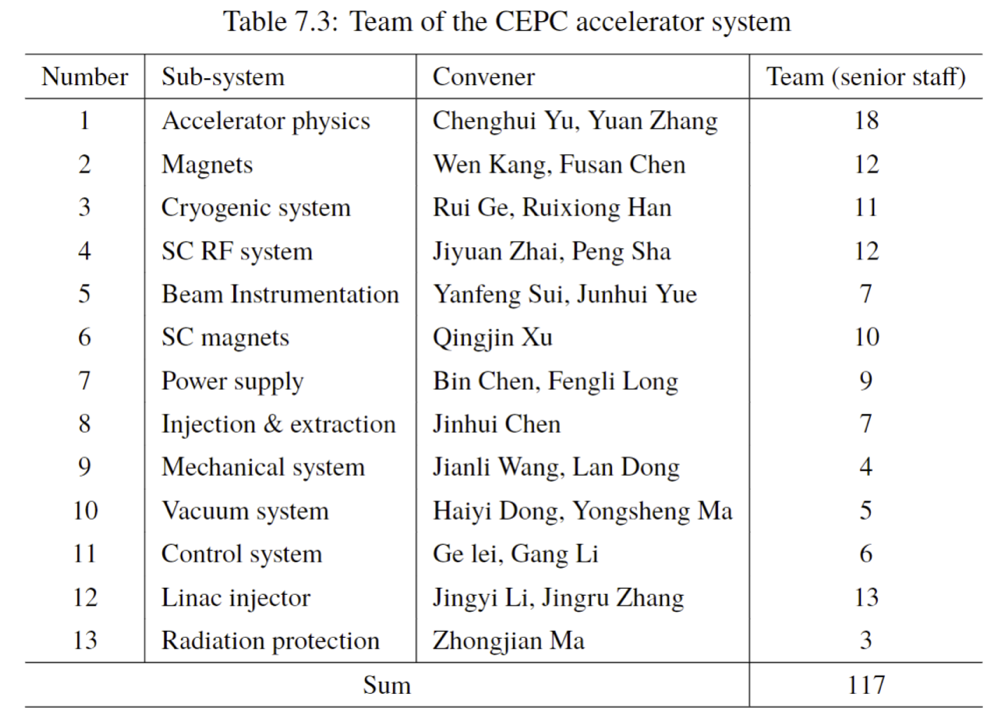 Table 7.3: Team of the CEPC accelerator system
Number Sub-system Convener Team (senior staff)
1 Accelerator physics Chenghui Yu, Yuan Zhang 18
2 Magnets Wen Kang, Fusan Chen 12
3 Cryogenic system Rui Ge, Ruixiong Han 11
4 SC RF system Jiyuan Zhai, Peng Sha 12
5 Beam Instrumentation Yanfeng Sui, Junhui Yue 7
6 SC magnets Qingjin Xu 10
7 Power supply Bin Chen, Fengli Long 9
8 Injection & extraction Jinhui Chen 7
9 Mechanical system Jianli Wang, Lan Dong 4
10 Vacuum system Haiyi Dong, Yongsheng Ma 5
11 Control system Ge lei, Gang Li 6
12 Linac injector Jingyi Li, Jingru Zhang 13
13 Radiation protection Zhongjian Ma 3
Sum 117